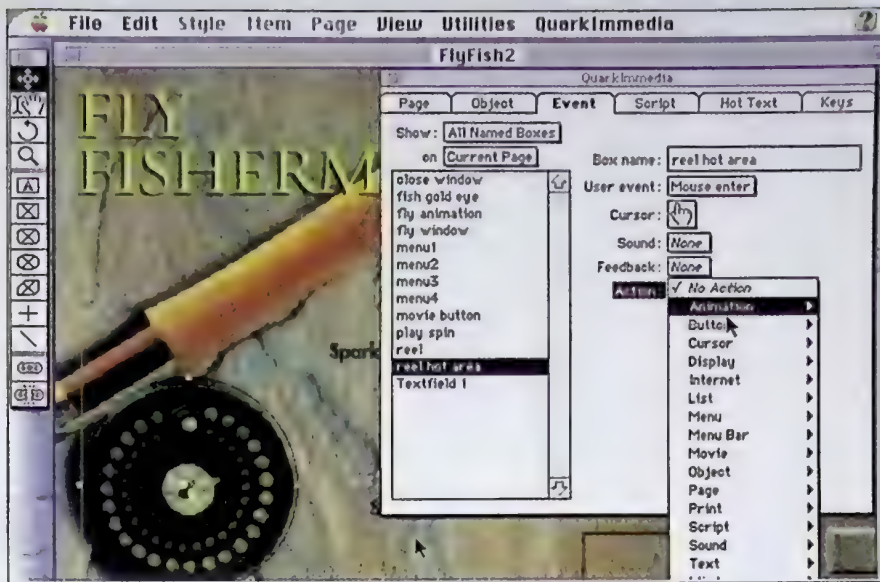 File Edit Style Item Page View Utilities QuarkImmedia
FlyFish2
FLY
FISHERM
Spark
QuarkImmedia
Page Object Event Script Hot Text Keys
Show: All Named Boxes
on Current Page
close window
fish gold eye
fly animation
fly window
menu1
menu2
menu3
menu4
movie button
play spin
reel
reel hot area
Textfield 1
Box name: reel hot area
User event: Mouse enter
Cursor:
Sound: None
Feedback: None
Action: ✓ No Action
Animation
Button
Cursor
Display
Internet
List
Menu
Menu Bar
Movie
Object
Page
Print
Script
Sound
Text